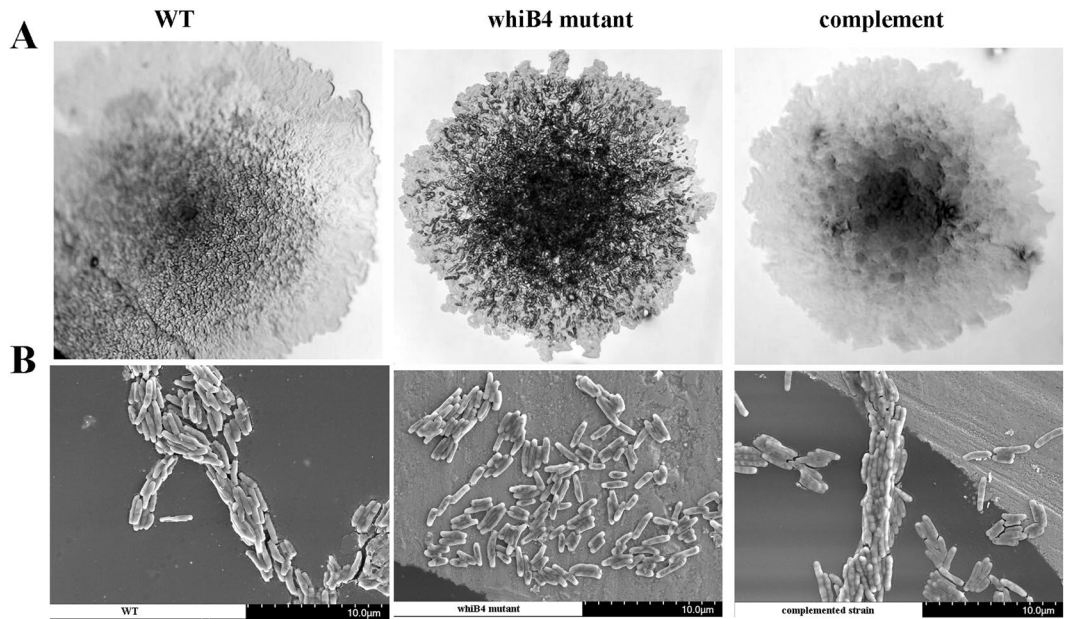 A
WT
whiB4 mutant
complement
B
WT
10.0µm
whiB4 mutant
10.0µm
complemented strain
10.0µm